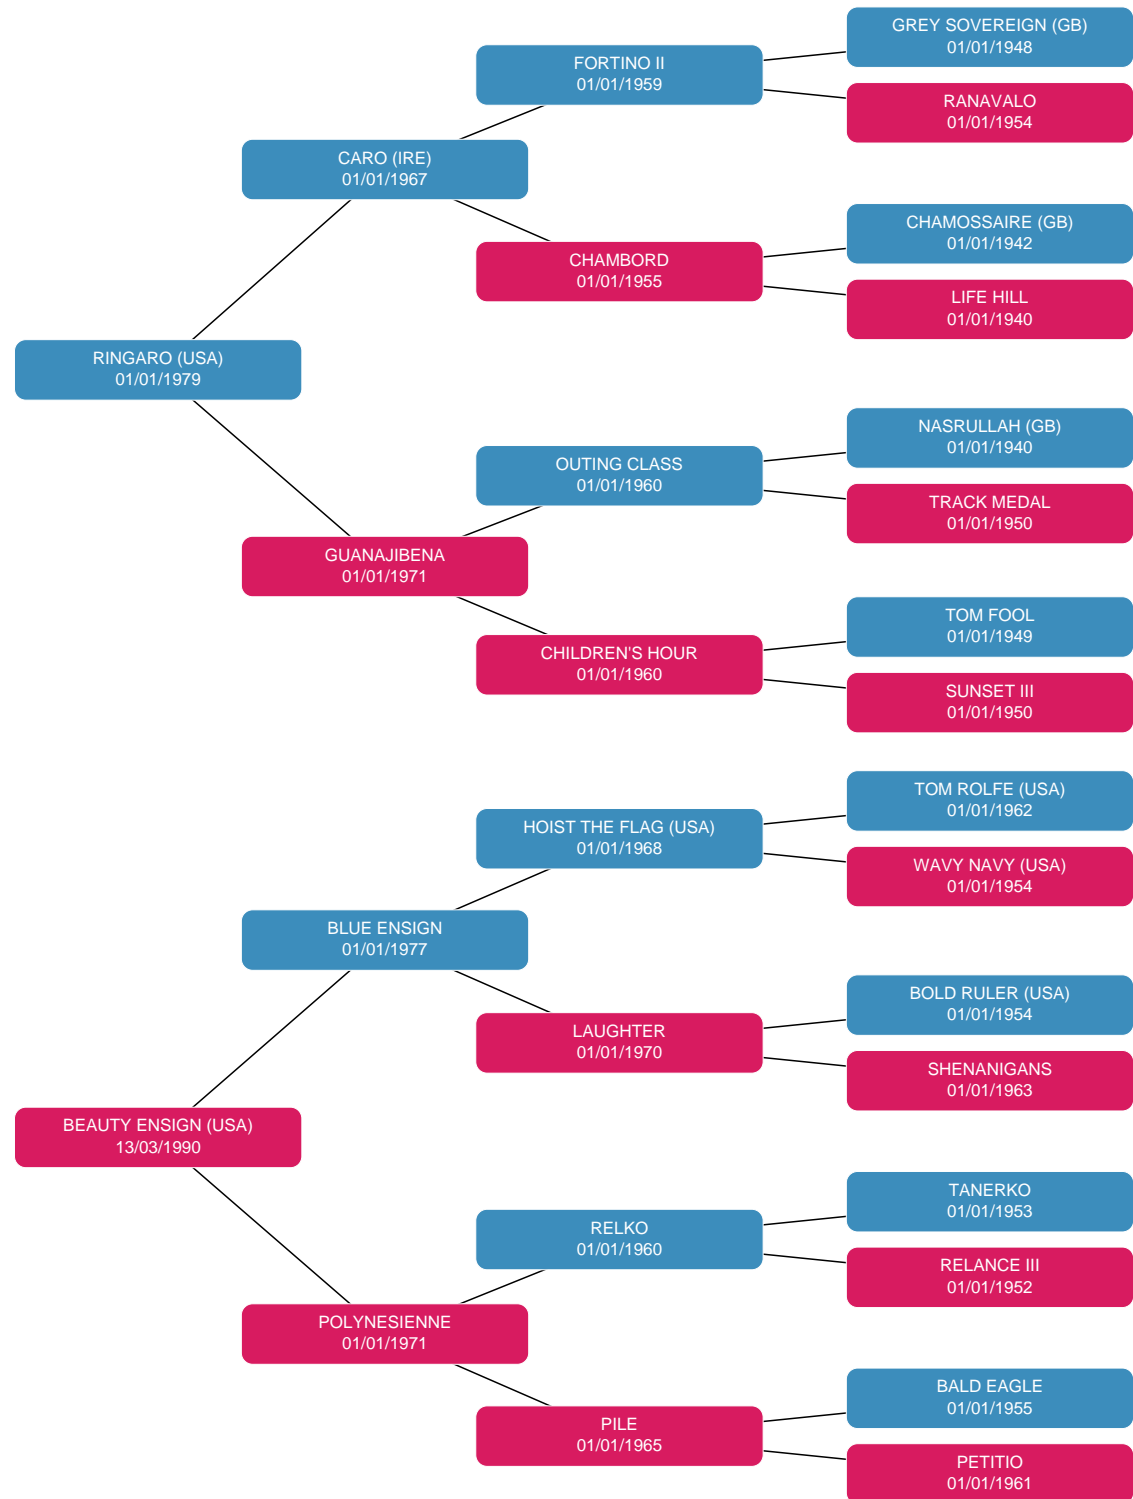 GREY SOVEREIGN (GB)
01/01/1948
FORTINO II
01/01/1959
RANAVALO
01/01/1954
CARO (IRE)
01/01/1967
CHAMOSSAIRE (GB)
01/01/1942
CHAMBORD
01/01/1955
LIFE HILL
01/01/1940
RINGARO (USA)
01/01/1979
NASRULLAH (GB)
01/01/1940
OUTING CLASS
01/01/1960
TRACK MEDAL
01/01/1950
GUANAJIBENA
01/01/1971
TOM FOOL
01/01/1949
CHILDREN'S HOUR
01/01/1960
SUNSET III
01/01/1950
TOM ROLFE (USA)
01/01/1962
HOIST THE FLAG (USA)
01/01/1968
WAVY NAVY (USA)
01/01/1954
BLUE ENSIGN
01/01/1977
BOLD RULER (USA)
01/01/1954
LAUGHTER
01/01/1970
SHENANIGANS
01/01/1963
BEAUTY ENSIGN (USA)
13/03/1990
TANERKO
01/01/1953
RELKO
01/01/1960
RELANCE III
01/01/1952
POLYNESIENNE
01/01/1971
BALD EAGLE
01/01/1955
PILE
01/01/1965
PETITIO
01/01/1961